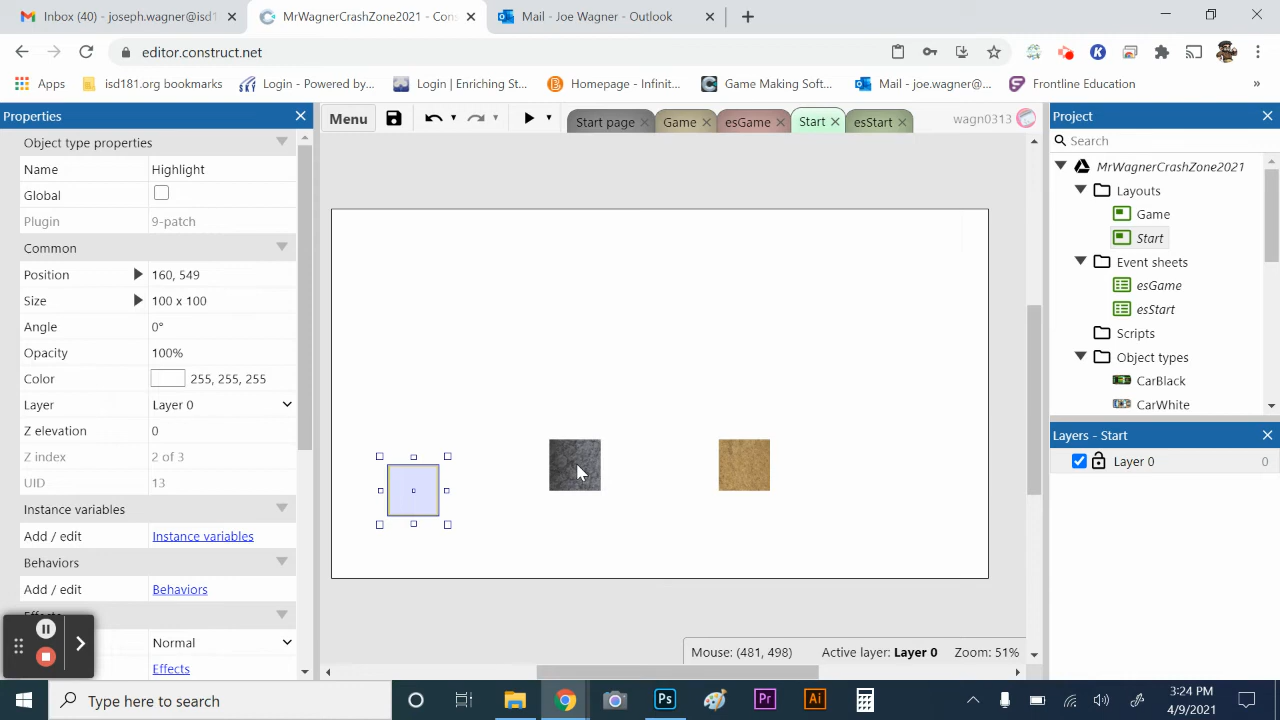 Inbox (40) - joseph.wagner@isd1
MrWagnerCrashZone2021 - Cons
Mail - Joe Wagner - Outlook
editor.construct.net
Apps
isd181.org bookmarks
Login - Powered by...
Login | Enriching St...
Homepage - Infinit...
Game Making Soft...
Mail - joe.wagner@...
Frontline Education
»
Properties
Menu
Start page
Game
esGame
Start
esStart
wagn0313
Project
Object type properties
Name Highlight
Global
Plugin 9-patch
Common
Position 160, 549
Size 100 x 100
Angle 0°
Opacity 100%
Color 255, 255, 255
Layer Layer 0
Z elevation 0
Z index 2 of 3
UID 13
Instance variables
Add / edit Instance variables
Behaviors
Add / edit Behaviors
Normal
Effects
Search
MrWagnerCrashZone2021
Layouts
Game
Start
Event sheets
esGame
esStart
Scripts
Object types
CarBlack
CarWhite
Layers - Start
Layer 0 0
Mouse: (481, 498) Active layer: Layer 0 Zoom: 51%
Type here to search
Ps
Pr
Ai
3:24 PM
4/9/2021